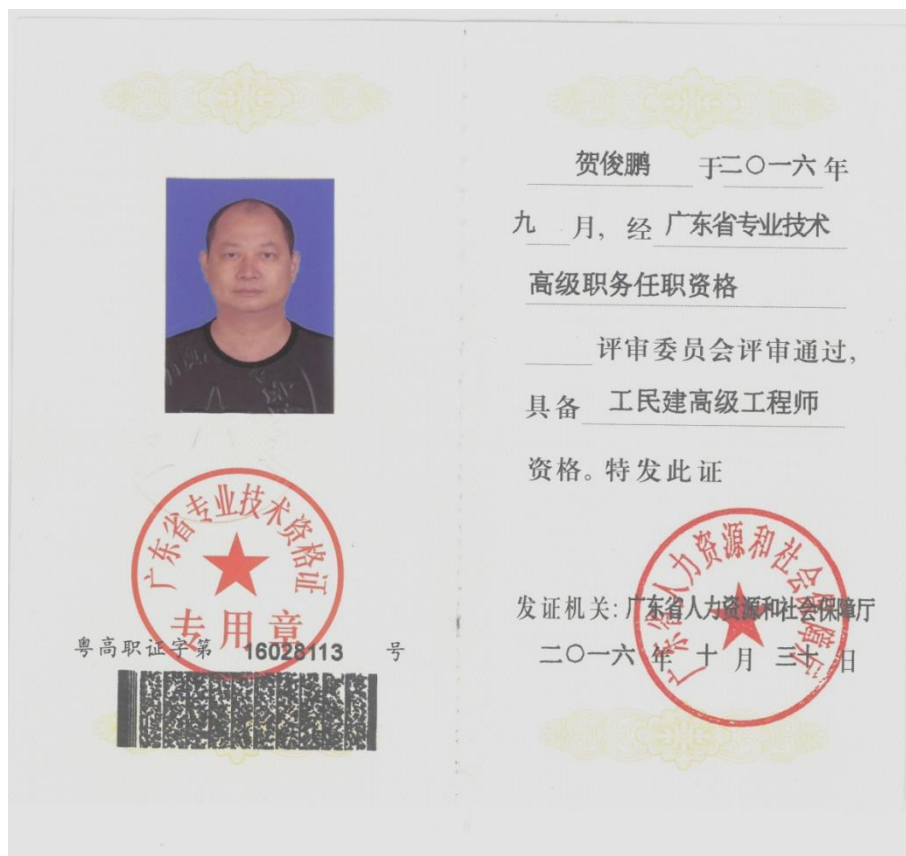 广东省专业技术资格证
专用章
粤高职证字第 16028113 号
贺俊鹏 于二〇一六年
九月，经 广东省专业技术
高级职务任职资格
评审委员会评审通过，
具备 工民建高级工程师
资格。特发此证
广东省人力资源和社会保障厅
发证机关：广东省人力资源和社会保障厅
二〇一六年 十月 三十日